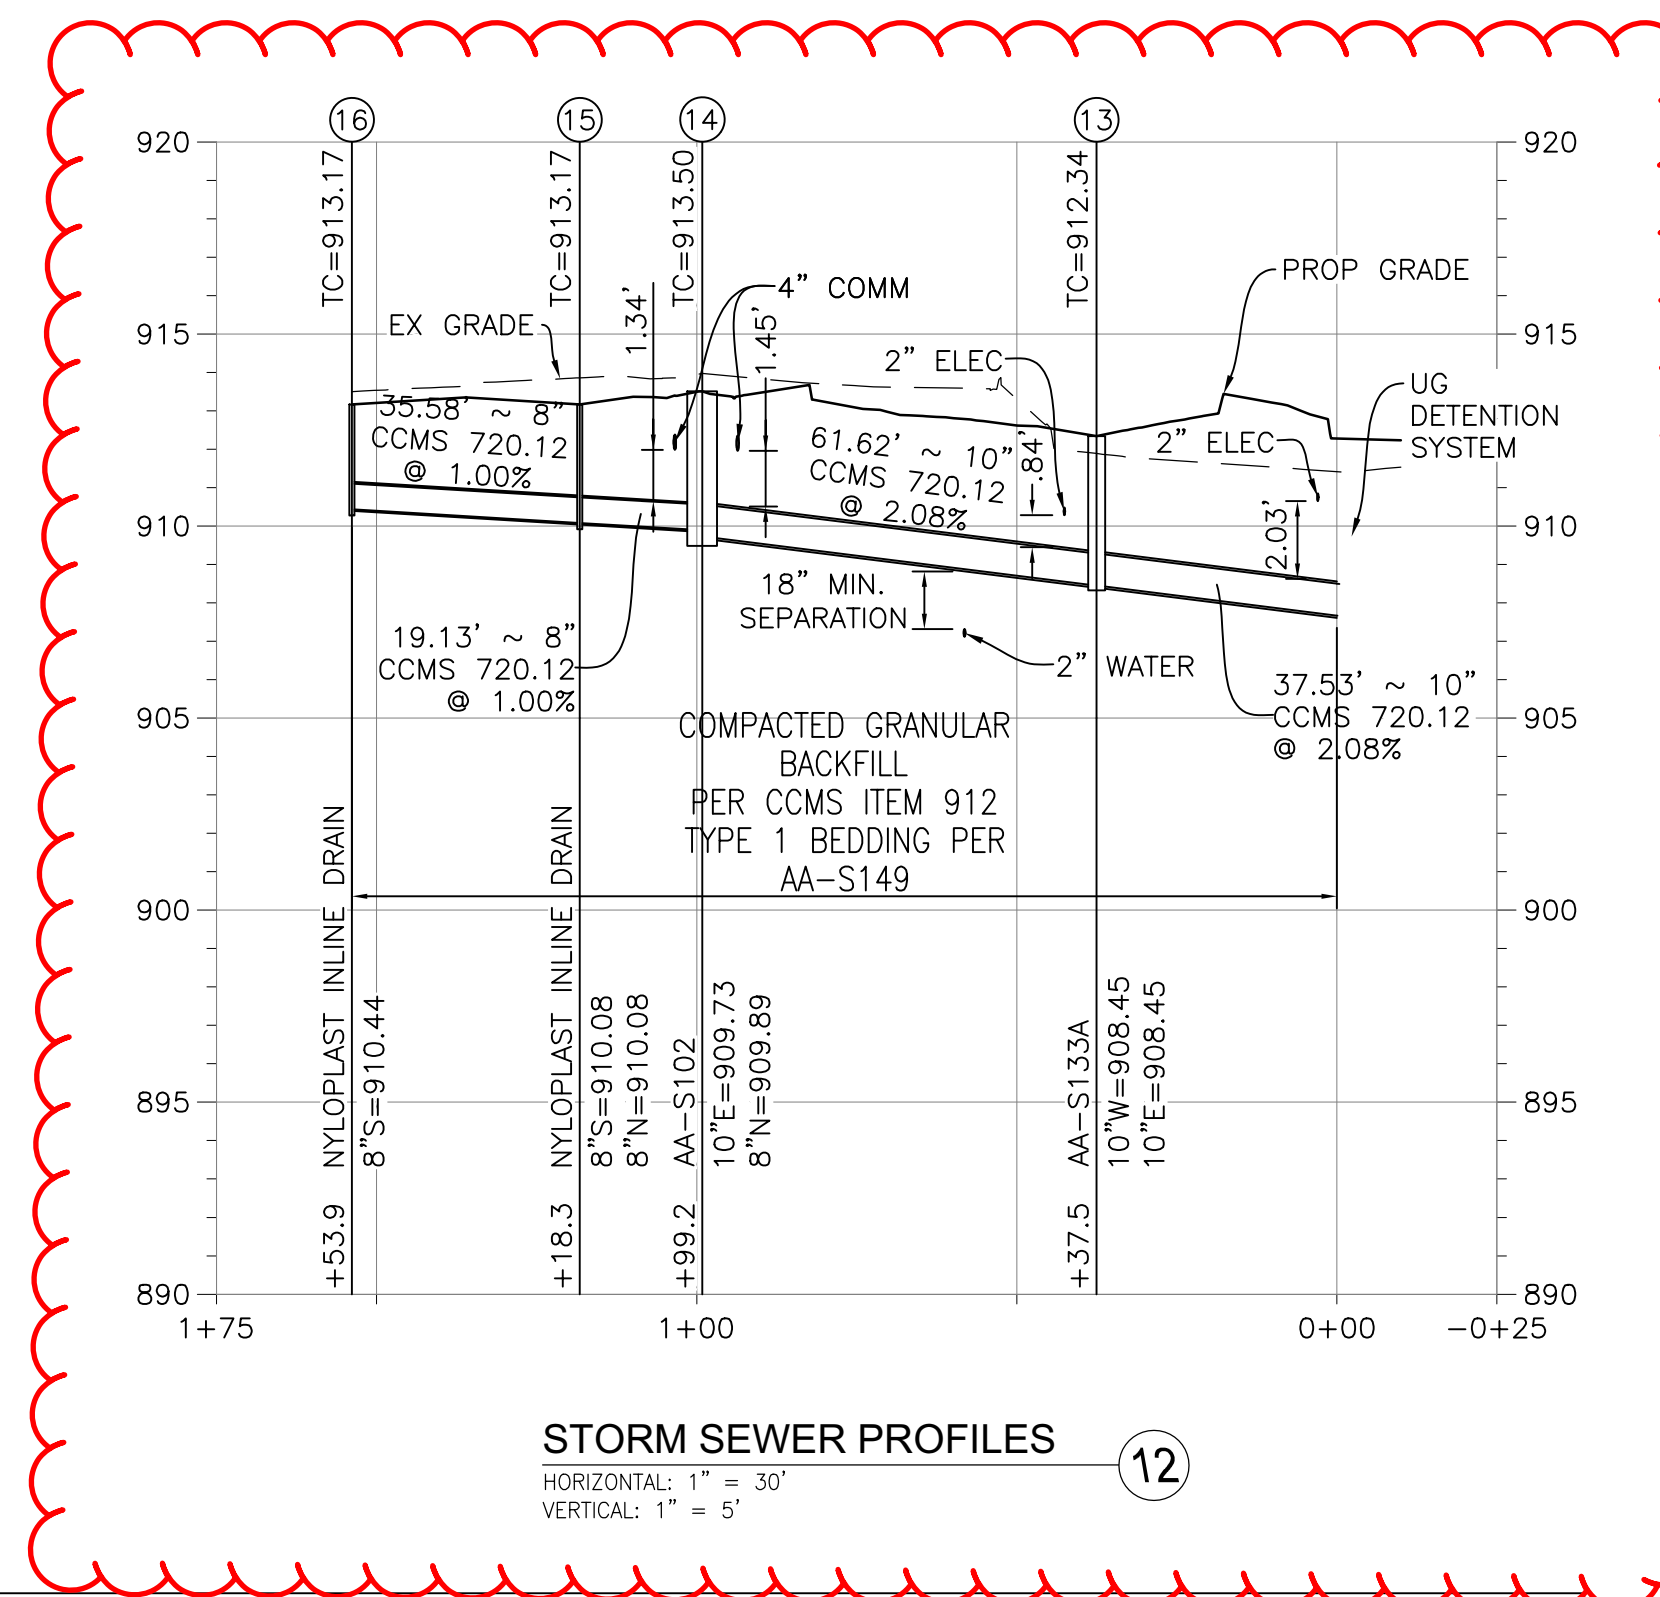 16
15
14
13
920
920
TC=913.17
TC=913.17
TC=913.50
TC=912.34
PROP GRADE
4" COMM
EX GRADE
1.34'
1.45'
915
915
2" ELEC
UG
DETENTION
SYSTEM
35.58' ~ 8"
CCMS 720.12
@ 1.00%
61.62' ~ 10"
CCMS 720.12
@ 2.08%
.84'
2" ELEC
2.03'
910
910
18" MIN.
SEPARATION
19.13' ~ 8"
CCMS 720.12
@ 1.00%
2" WATER
37.53' ~ 10"
CCMS 720.12
@ 2.08%
905
905
COMPACTED GRANULAR
BACKFILL
PER CCMS ITEM 912
TYPE 1 BEDDING PER
AA-S149
900
900
+53.9 NYLOPLAST INLINE DRAIN
8"S=910.44
+18.3 NYLOPLAST INLINE DRAIN
8"S=910.08
8"N=910.08
+99.2 AA-S102
10"E=909.73
8"N=909.89
+37.5 AA-S133A
10"W=908.45
10"E=908.45
895
895
890
890
1+75
1+00
0+00
-0+25
STORM SEWER PROFILES
12
HORIZONTAL: 1" = 30'
VERTICAL: 1" = 5'